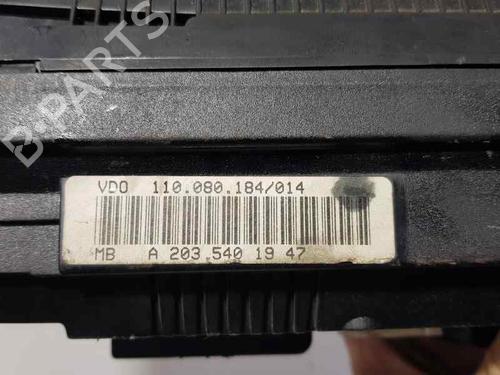 B-PARTS
VDO 110.080.184/014
MB A 203 540 19 47